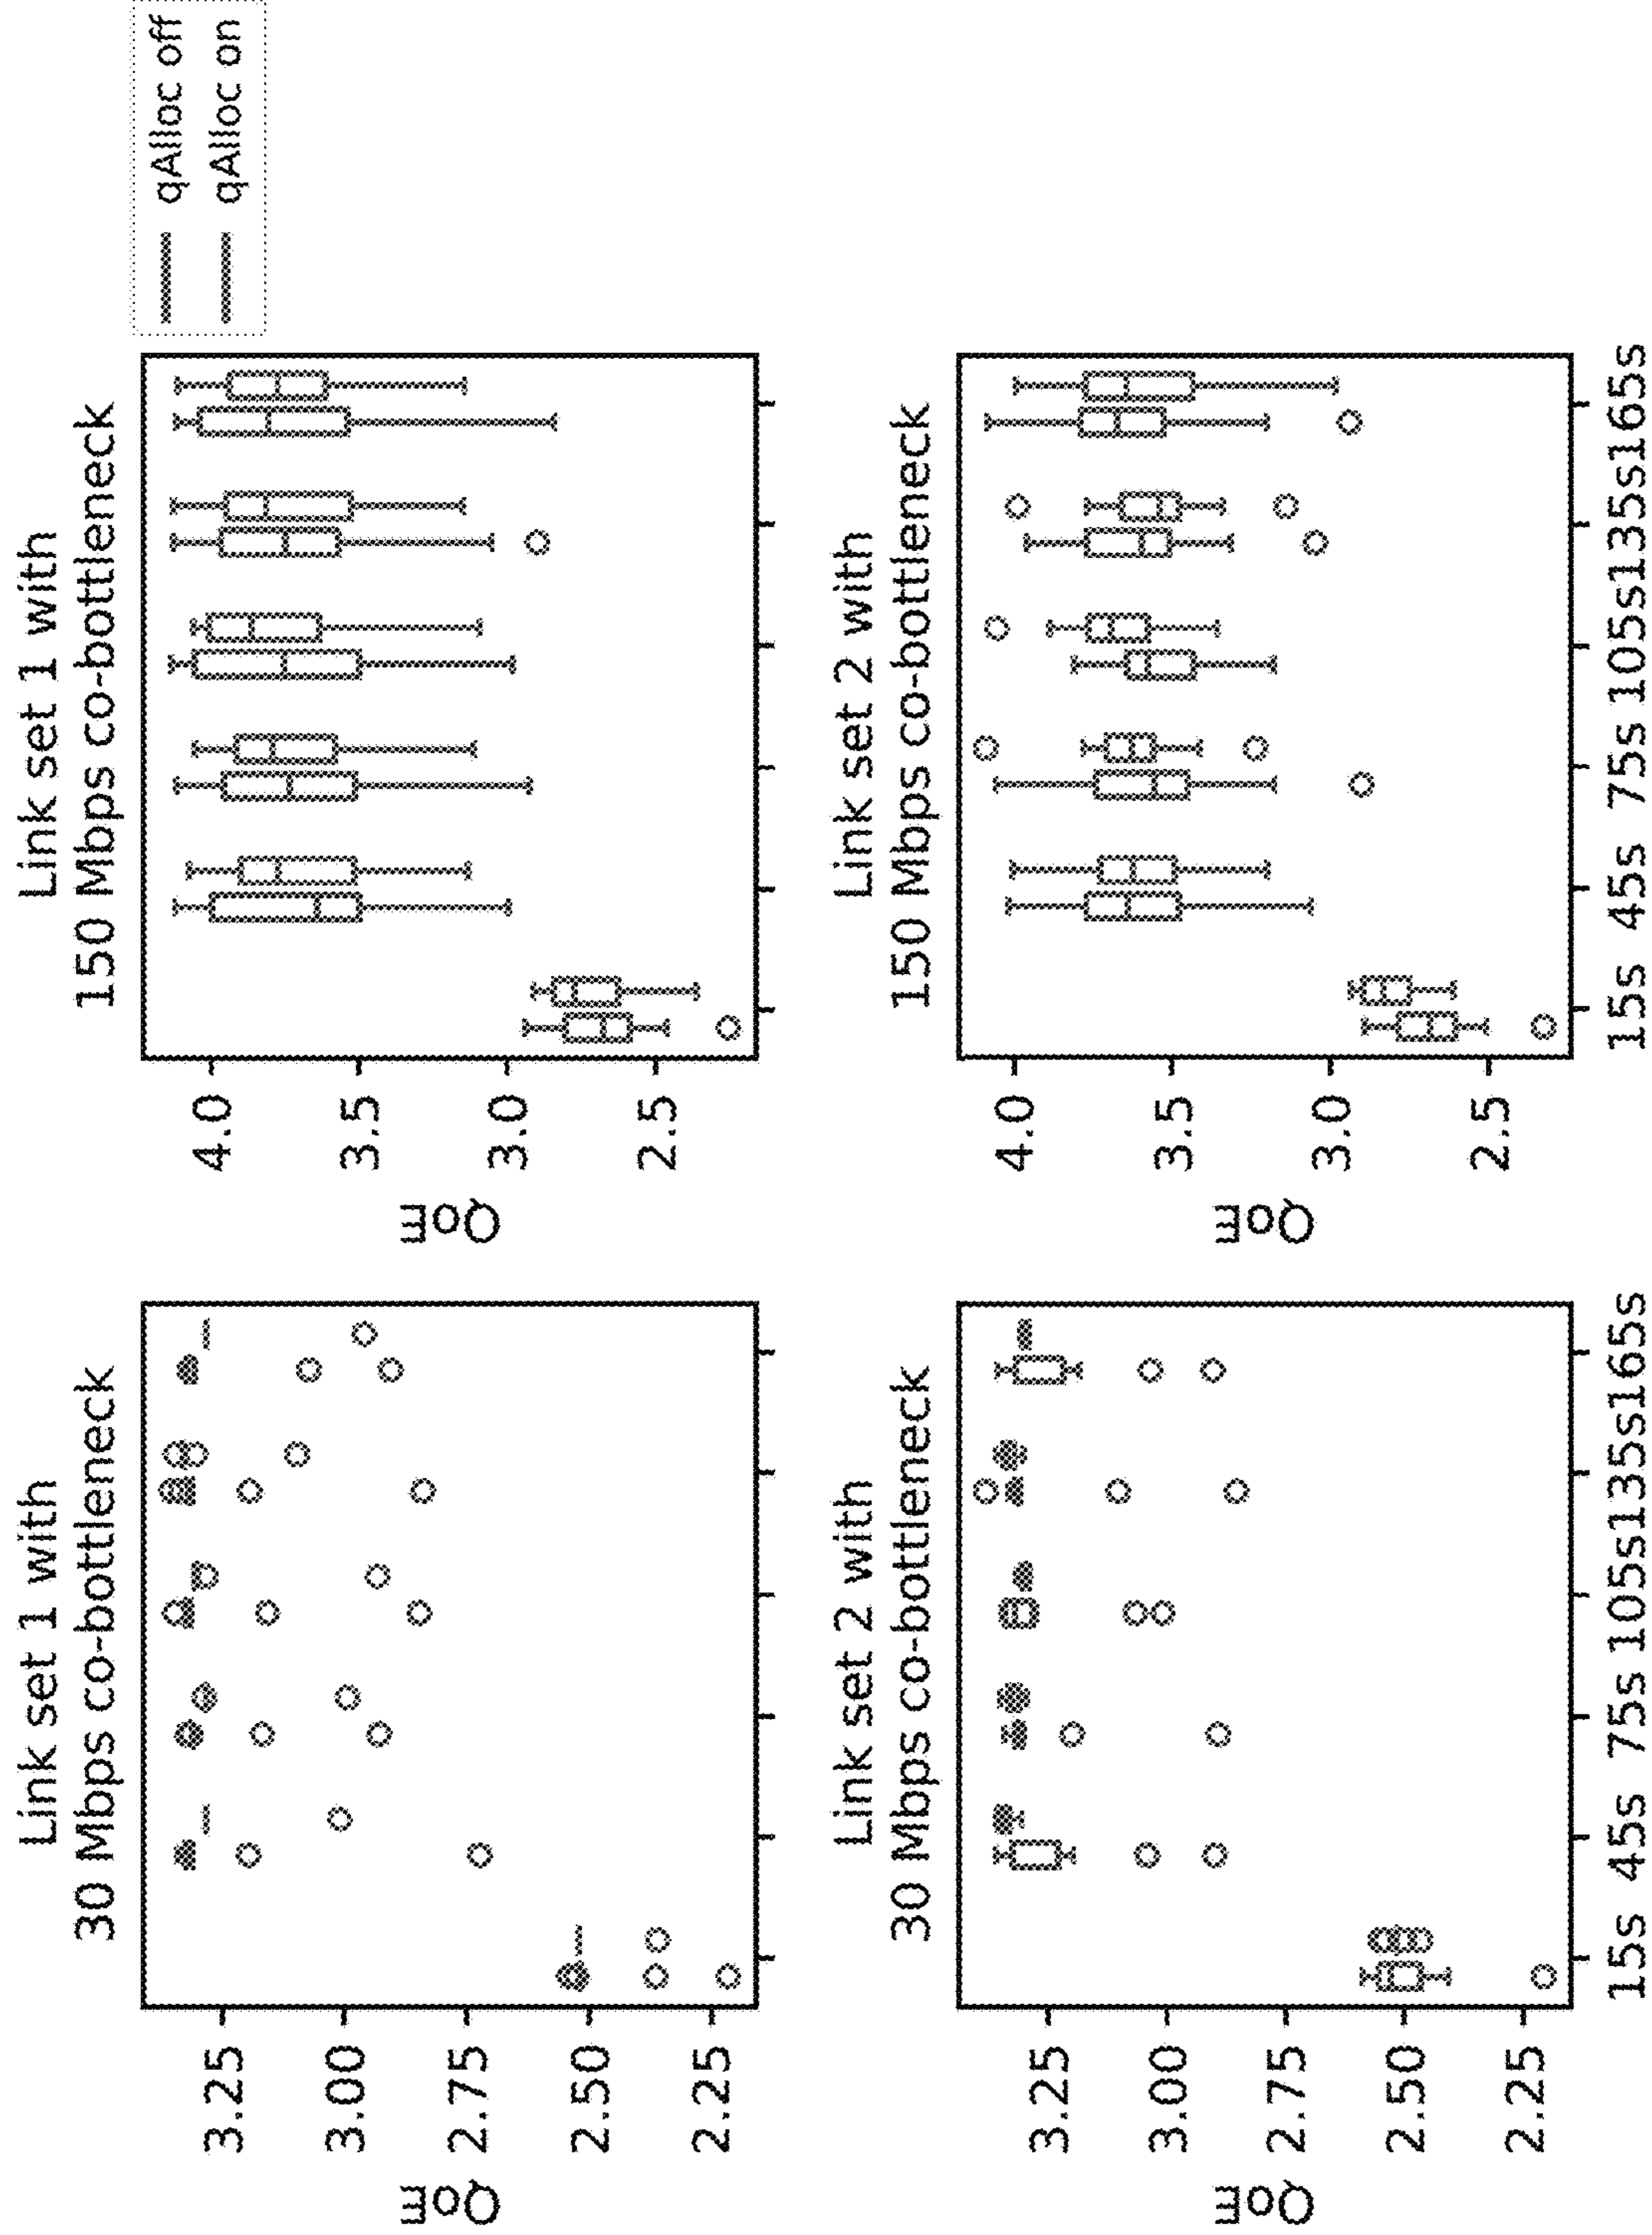 qAlloc off
qAlloc on
Link set 1 with
30 Mbps co-bottleneck
QoE
3.25
3.00
2.75
2.50
2.25
Link set 1 with
150 Mbps co-bottleneck
QoE
4.0
3.5
3.0
2.5
Link set 2 with
30 Mbps co-bottleneck
QoE
3.25
3.00
2.75
2.50
2.25
15s 45s 75s 105s135s165s
Link set 2 with
150 Mbps co-bottleneck
QoE
4.0
3.5
3.0
2.5
15s 45s 75s 105s135s165s